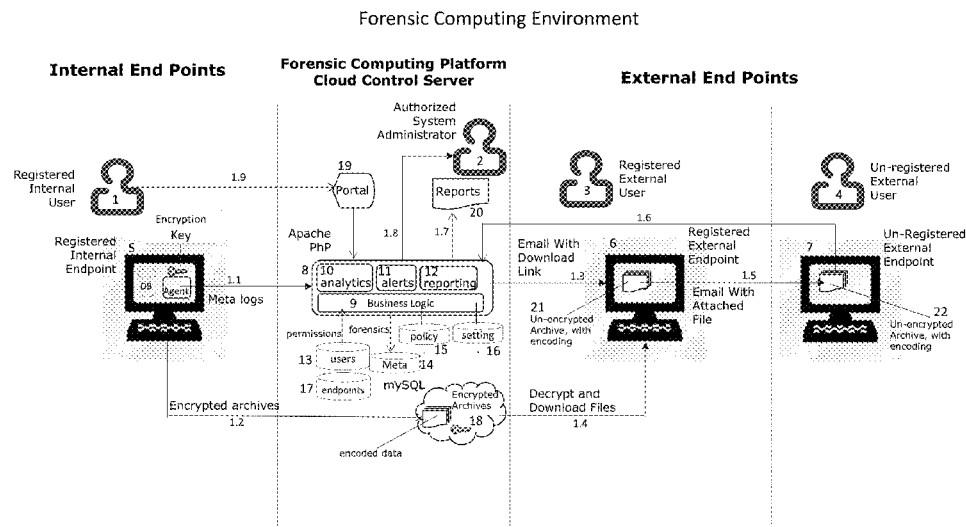 Forensic Computing Environment
Internal End Points
Forensic Computing Platform
Cloud Control Server
External End Points
Authorized
System
Administrator
2
Registered
Internal
User
1
1.9
19
Portal
Reports
20
3
Registered
External
User
4
Un-registered
External
User
Encryption
Key
Registered
Internal
Endpoint
5
OS
Agent
1.1
Meta logs
Apache
PhP
1.8
1.7
1.6
8
10
analytics
11
alerts
12
reporting
9
Business Logic
Email With
Download
Link
1.3
6
Registered
External
Endpoint
1.5
Email With
Attached
File
7
Un-Registered
External
Endpoint
21
Un-encrypted
Archive, with
encoding
22
Un-encrypted
Archive, with
encoding
permissions
forensics
policy
15
setting
16
13
users
Meta
14
17
endpoints
mySQL
Encrypted archives
1.2
Encrypted
Archives
18
encoded data
Decrypt and
Download Files
1.4